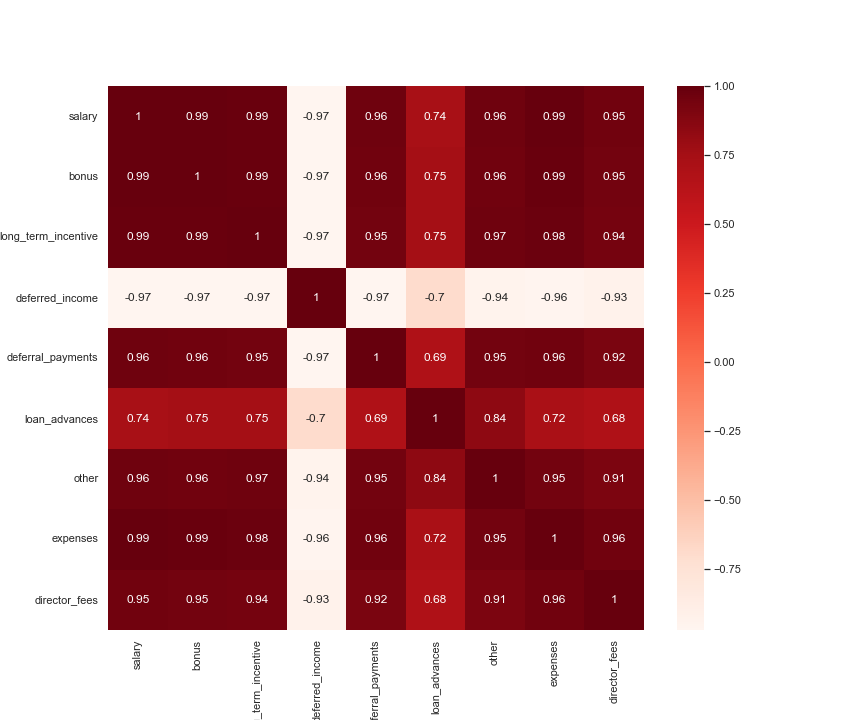 1.00
salary 1 0.99 0.99 -0.97 0.96 0.74 0.96 0.99 0.95
0.75
bonus 0.99 1 0.99 -0.97 0.96 0.75 0.96 0.99 0.95
0.50
long_term_incentive 0.99 0.99 1 -0.97 0.95 0.75 0.97 0.98 0.94
0.25
deferred_income -0.97 -0.97 -0.97 1 -0.97 -0.7 -0.94 -0.96 -0.93
0.00
deferral_payments 0.96 0.96 0.95 -0.97 1 0.69 0.95 0.96 0.92
−0.25
loan_advances 0.74 0.75 0.75 -0.7 0.69 1 0.84 0.72 0.68
other 0.96 0.96 0.97 -0.94 0.95 0.84 1 0.95 0.91
−0.50
expenses 0.99 0.99 0.98 -0.96 0.96 0.72 0.95 1 0.96
−0.75
director_fees 0.95 0.95 0.94 -0.93 0.92 0.68 0.91 0.96 1
salary
bonus
_term_incentive
deferred_income
ferral_payments
loan_advances
other
expenses
director_fees